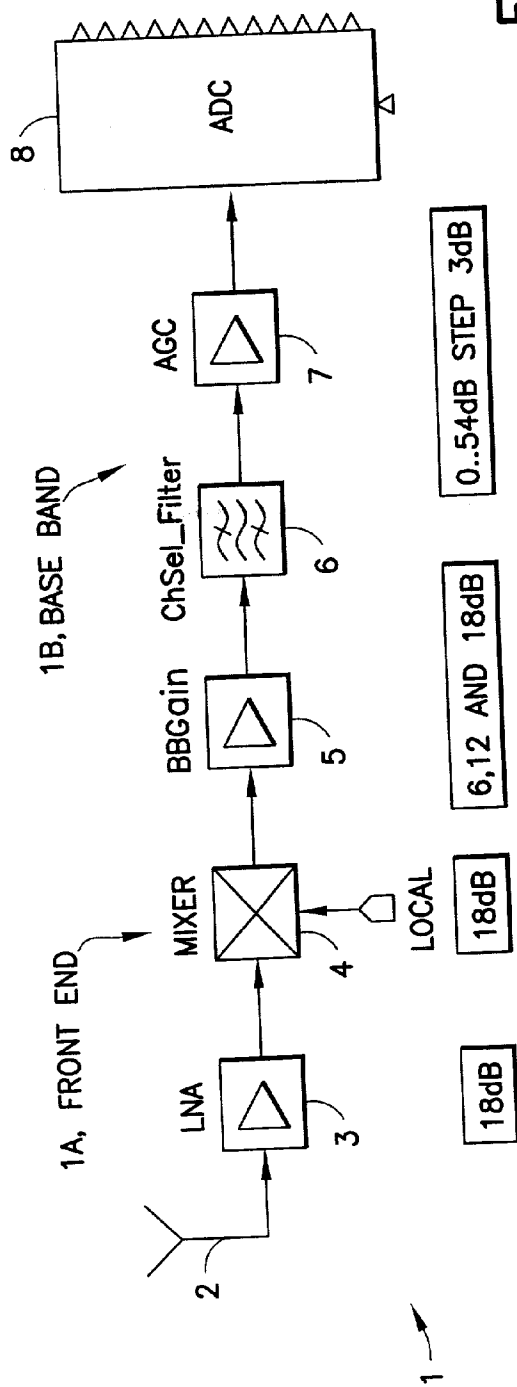 1A, FRONT END
1B, BASE BAND
LNA
MIXER
BBGain
ChSel_Filter
AGC
ADC
8
2
3
4
5
6
7
LOCAL
18dB
18dB
6,12 AND 18dB
0..54dB STEP 3dB
1